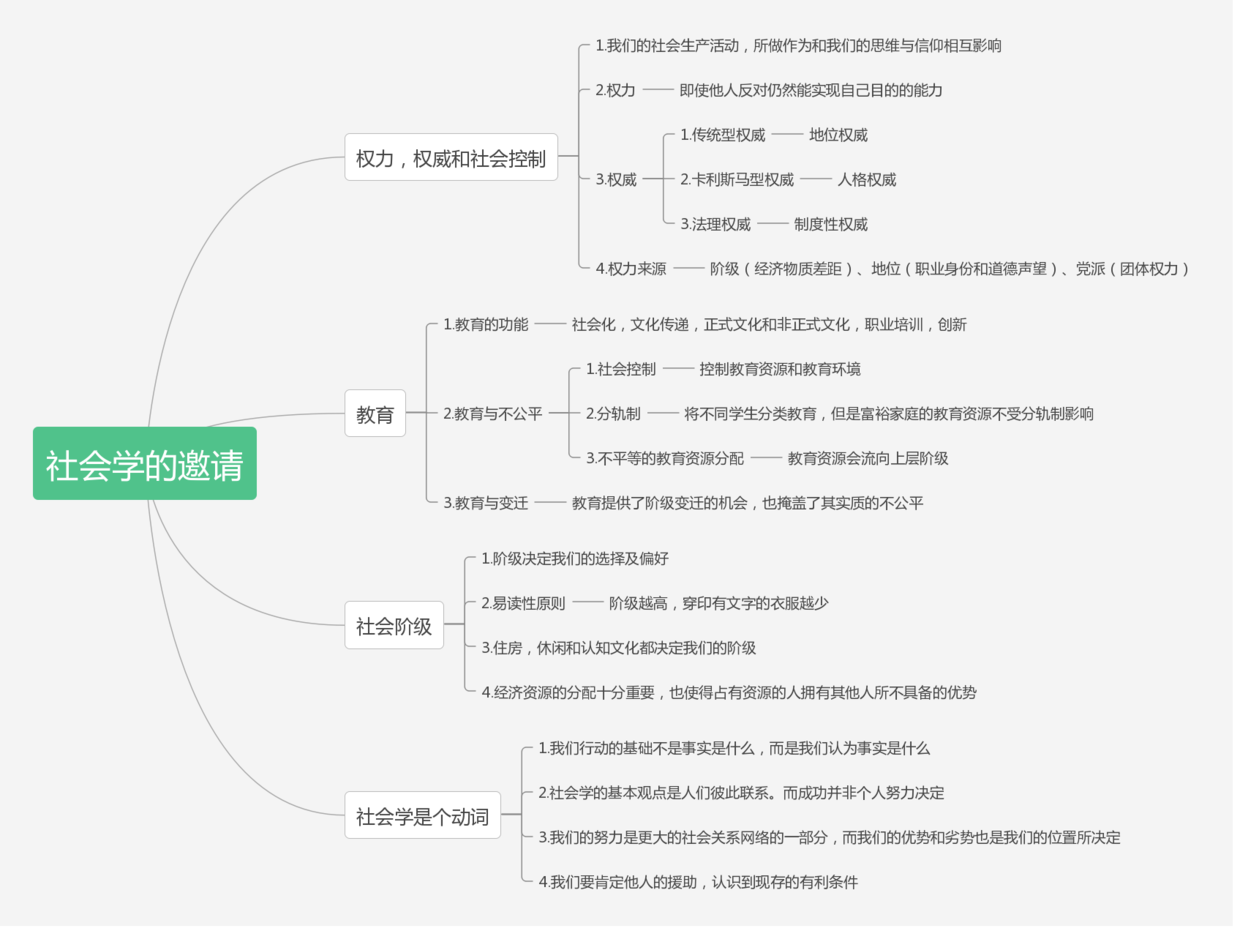 社会学的邀请
权力，权威和社会控制
1.我们的社会生产活动，所做作为和我们的思维与信仰相互影响
2.权力
即使他人反对仍然能实现自己目的的能力
3.权威
1.传统型权威
地位权威
2.卡利斯马型权威
人格权威
3.法理权威
制度性权威
4.权力来源
阶级（经济物质差距）、地位（职业身份和道德声望）、党派（团体权力）
教育
1.教育的功能
社会化，文化传递，正式文化和非正式文化，职业培训，创新
2.教育与不公平
1.社会控制
控制教育资源和教育环境
2.分轨制
将不同学生分类教育，但是富裕家庭的教育资源不受分轨制影响
3.不平等的教育资源分配
教育资源会流向上层阶级
3.教育与变迁
教育提供了阶级变迁的机会，也掩盖了其实质的不公平
社会阶级
1.阶级决定我们的选择及偏好
2.易读性原则
阶级越高，穿印有文字的衣服越少
3.住房，休闲和认知文化都决定我们的阶级
4.经济资源的分配十分重要，也使得占有资源的人拥有其他人所不具备的优势
社会学是个动词
1.我们行动的基础不是事实是什么，而是我们认为事实是什么
2.社会学的基本观点是人们彼此联系。而成功并非个人努力决定
3.我们的努力是更大的社会关系网络的一部分，而我们的优势和劣势也是我们的位置所决定
4.我们要肯定他人的援助，认识到现存的有利条件